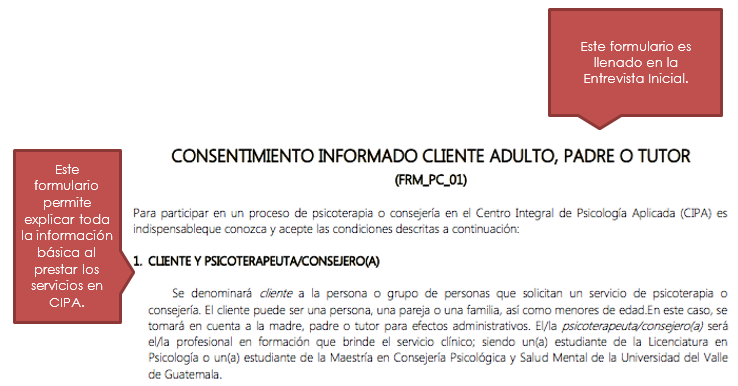 Este formulario es
llenado en la
Entrevista Inicial.
CONSENTIMIENTO INFORMADO CLIENTE ADULTO, PADRE O TUTOR
(FRM_PC_01)
Este
formulario
permite
explicar toda
la información
básica al
prestar los
servicios en
CIPA.
Para participar en un proceso de psicoterapia o consejería en el Centro Integral de Psicología Aplicada (CIPA) es
indispensableque conozca y acepte las condiciones descritas a continuación:
1. CLIENTE Y PSICOTERAPEUTA/CONSEJERO(A)
Se denominará cliente a la persona o grupo de personas que solicitan un servicio de psicoterapia o
consejería. El cliente puede ser una persona, una pareja o una familia, así como menores de edad.En este caso, se
tomará en cuenta a la madre, padre o tutor para efectos administrativos. El/la psicoterapeuta/consejero(a) será
el/la profesional en formación que brinde el servicio clínico; siendo un(a) estudiante de la Licenciatura en
Psicología o un(a) estudiante de la Maestría en Consejería Psicológica y Salud Mental de la Universidad del Valle
de Guatemala.